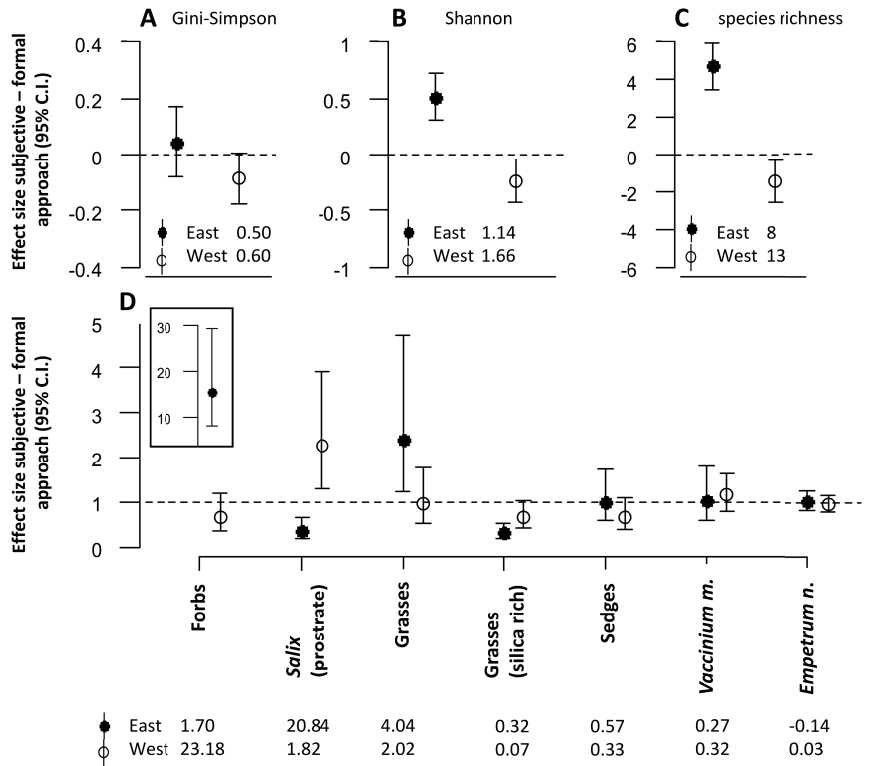 A Gini-Simpson
B Shannon
C species richness
Effect size subjective – formal
approach (95% C.I.)
0.4
0.2
0
-0.2
-0.4
East 0.50
West 0.60
1
0.5
0
-0.5
-1
East 1.14
West 1.66
6
4
2
0
-2
-4
-6
East 8
West 13
D
Effect size subjective – formal
approach (95% C.I.)
5
4
3
2
1
0
30
20
10
Forbs
Salix
(prostrate)
Grasses
Grasses
(silica rich)
Sedges
Vaccinium m.
Empetrum n.
East 1.70 20.84 4.04 0.32 0.57 0.27 -0.14
West 23.18 1.82 2.02 0.07 0.33 0.32 0.03